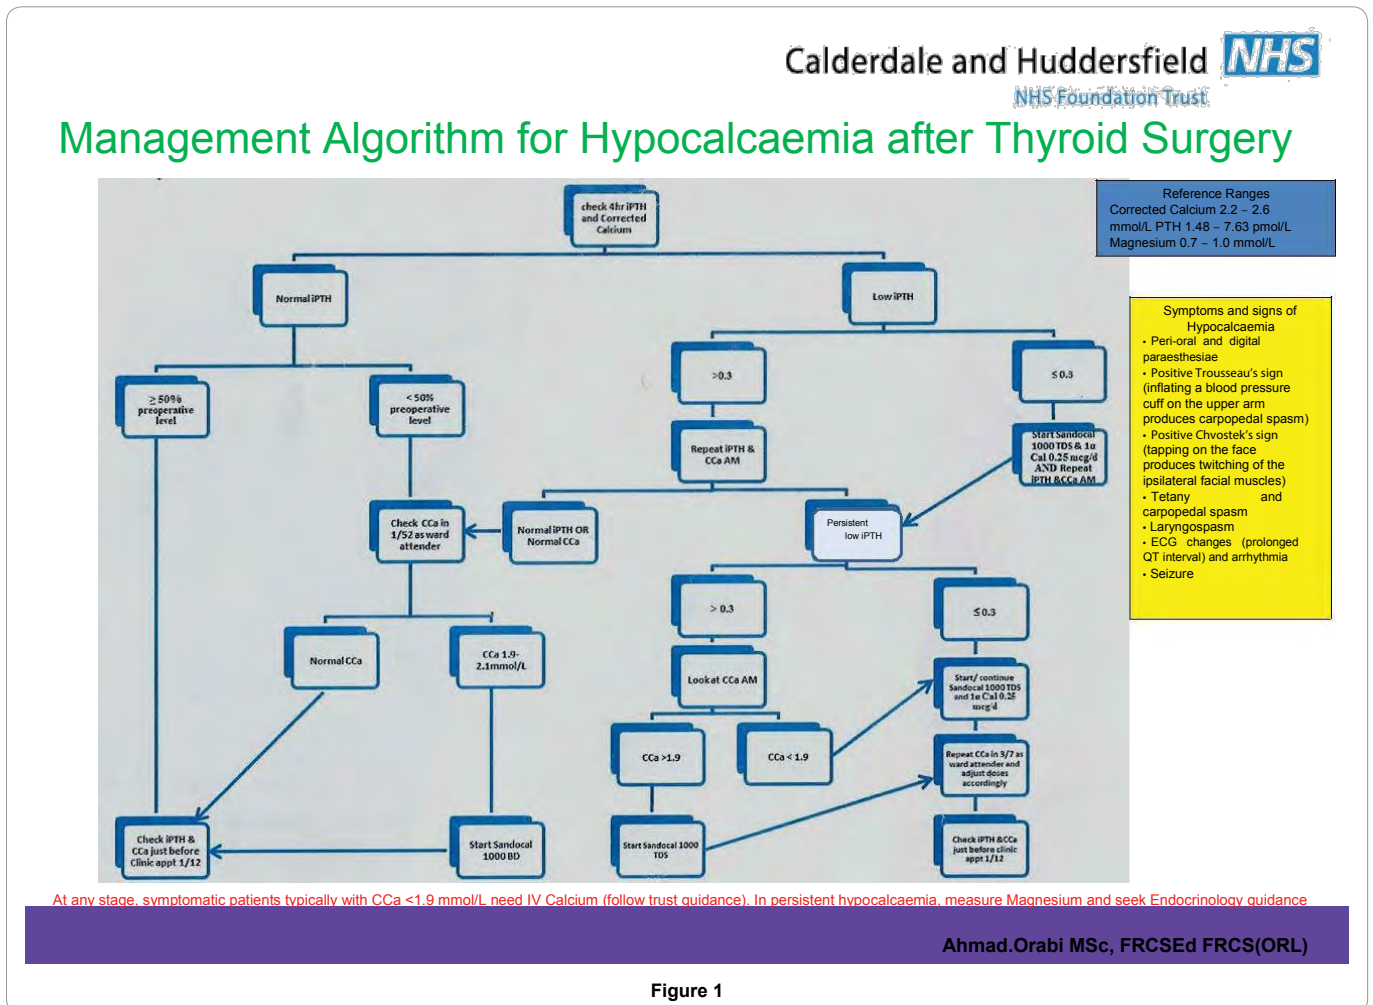 Calderdale and Huddersfield NHS
NHS Foundation Trust
Management Algorithm for Hypocalcaemia after Thyroid Surgery
check 4hr iPTH
and Corrected
Calcium
Reference Ranges
Corrected Calcium 2.2 – 2.6
mmol/L PTH 1.48 – 7.63 pmol/L
Magnesium 0.7 – 1.0 mmol/L
Normal iPTH
Low iPTH
≥ 50%
preoperative
level
< 50%
preoperative
level
>0.3
≤ 0.3
Repeat iPTH &
CCa AM
Start Sandocal
1000 TDS & 1α
Cal 0.25 mcg/d
AND Repeat
iPTH &CCa AM
Check CCa in
1/52 as ward
attender
Normal iPTH OR
Normal CCa
Persistent
low iPTH
Normal CCa
CCa 1.9-
2.1mmol/L
> 0.3
≤ 0.3
Look at CCa AM
Start/ continue
Sandocal 1000 TDS
and 1α Cal 0.25
mcg/d
CCa >1.9
CCa < 1.9
Repeat CCa in 3/7 as
ward attender and
adjust doses
accordingly
Check iPTH &
CCa just before
Clinic appt 1/12
Start Sandocal
1000 BD
Start Sandocal 1000
TDS
Check iPTH &CCa
just before clinic
appt 1/12
Symptoms and signs of
Hypocalcaemia
• Peri-oral and digital
paraesthesiae
• Positive Trousseau's sign
(inflating a blood pressure
cuff on the upper arm
produces carpopedal spasm)
• Positive Chvostek's sign
(tapping on the face
produces twitching of the
ipsilateral facial muscles)
• Tetany and
carpopedal spasm
• Laryngospasm
• ECG changes (prolonged
QT interval) and arrhythmia
• Seizure
At any stage, symptomatic patients typically with CCa <1.9 mmol/L need IV Calcium (follow trust guidance). In persistent hypocalcaemia, measure Magnesium and seek Endocrinology guidance
Ahmad.Orabi MSc, FRCSEd FRCS(ORL)
Figure 1